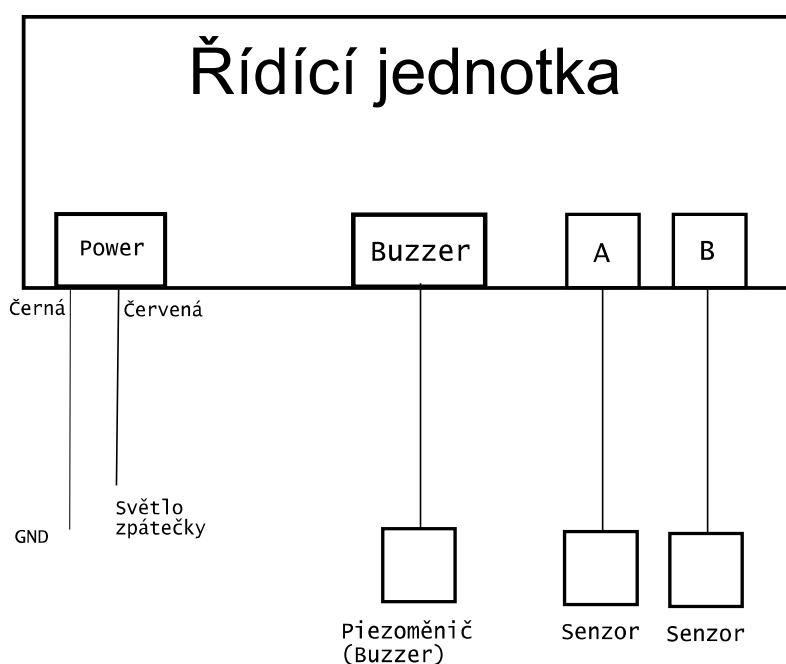 Řídící jednotka
Power
Buzzer
A
B
Černá
Červená
Světlo
zpátečky
GND
Piezoměnič
(Buzzer)
Senzor
Senzor